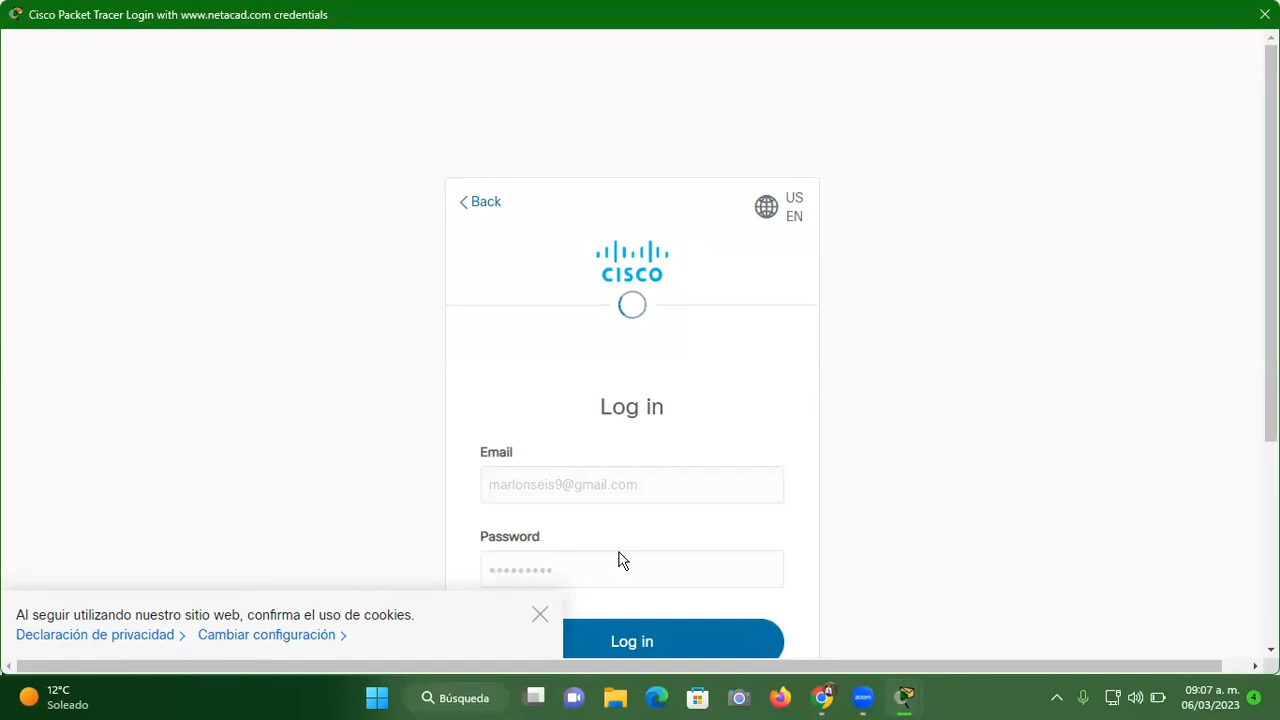 Cisco Packet Tracer Login with www.netacad.com credentials
Back
US
EN
CISCO
Log in
Email
marlonseis9@gmail.com
Password
Al seguir utilizando nuestro sitio web, confirma el uso de cookies.
Declaración de privacidad Cambiar configuración
Log in
12°C
Soleado
Búsqueda
zoom
09:07 a. m.
06/03/2023
4